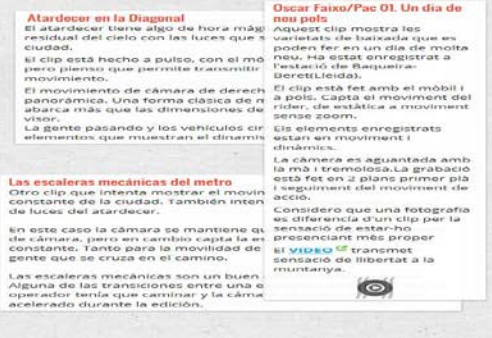 Atardecer en la Diagonal
El atardecer tiene algo de hora
residual del cielo con las luces que s
ciudad.
El clip está hecho a pulso, con el mó
pero pienso que permite transmitir
movimiento.
El movimiento de cámara de derech
panorámica. Una forma clásica de
abarca más que las dimensiones de
visor.
La gente pasando y los vehículos cir
elementos que muestran el dinamis
Las escaleras mecánicas del metro
Otro clip que intenta mostrar el movin
constante de la ciudad. También inten
de luces del atardecer.
En este caso la cámara se mantiene qu
de cámara, pero en cambio capta la es
constante. Tanto para la movilidad de
gente que se cruza en el camino.
Las escaleras mecánicas son un buen
Alguna de las transiciones entre una e
operador tenía que caminar y la cáma
acelerado durante la edición.
Oscar Faixo/Pac 01. Un dia de
neu pols
Aquest clip mostra les
varietats de baixada que es
poden fer en un dia de molta
neu. Ha estat enregistrat a
l'estació de Baqueira-
Beret(Lleida).
El clip està fet amb el mòbil i
a pols. Capta el moviment del
rider, de estàtica a moviment
sense zoom.
Els elements enregistrats
estan en moviment i
dinàmics.
La càmera es aguantada amb
la mà i tremolosa.La grabació
està fet en 2 plans primer plà
i seguiment del moviment de
acció.
Considero que una fotografia
es diferencia d'un clip per la
sensació de estar-ho
presenciant més proper
El VIDEO transmet
sensació de llibertat a la
muntanya.